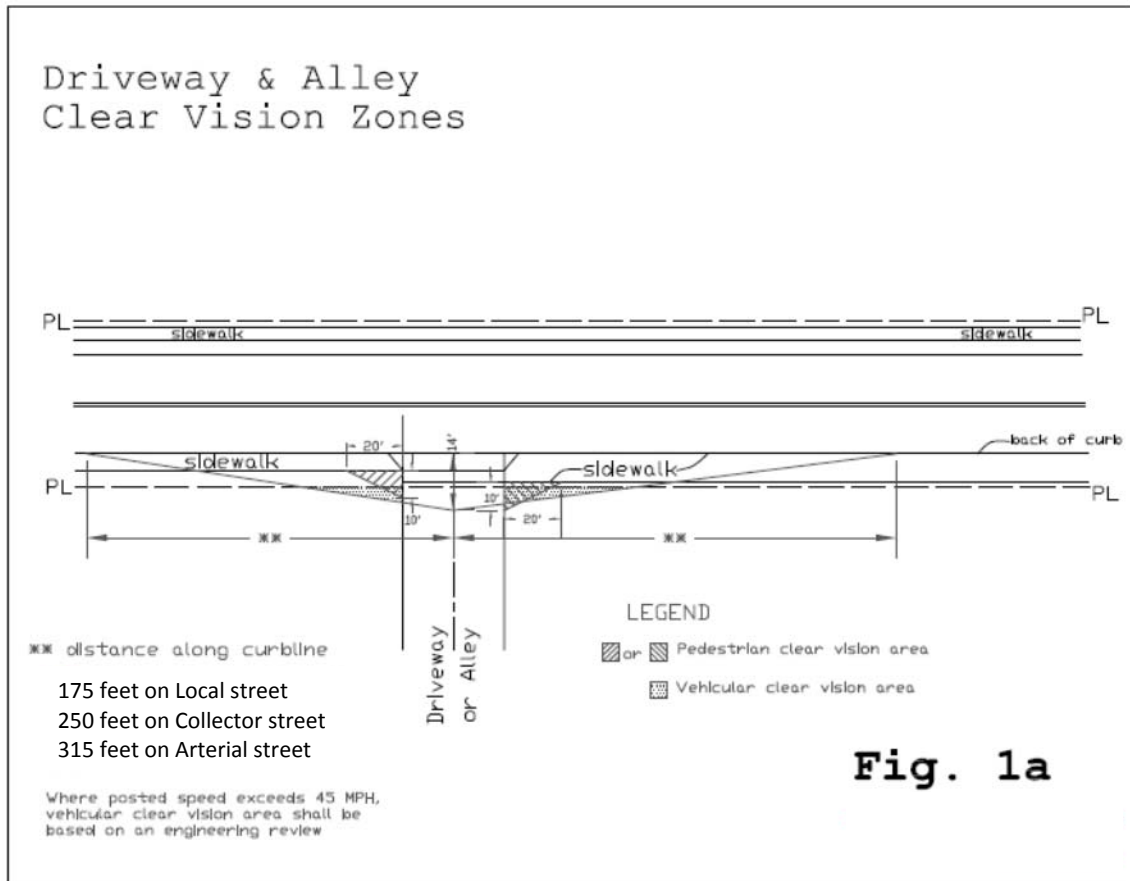 Driveway & Alley
Clear Vision Zones
PL
PL
sidewalk
sidewalk
20'
14'
back of curb
sidewalk
sidewalk
PL
10'
PL
10'
20'
**
**
Driveway
or Alley
LEGEND
or Pedestrian clear vision area
Vehicular clear vision area
** distance along curbline
175 feet on Local street
250 feet on Collector street
315 feet on Arterial street
Fig. 1a
Where posted speed exceeds 45 MPH,
vehicular clear vision area shall be
based on an engineering review